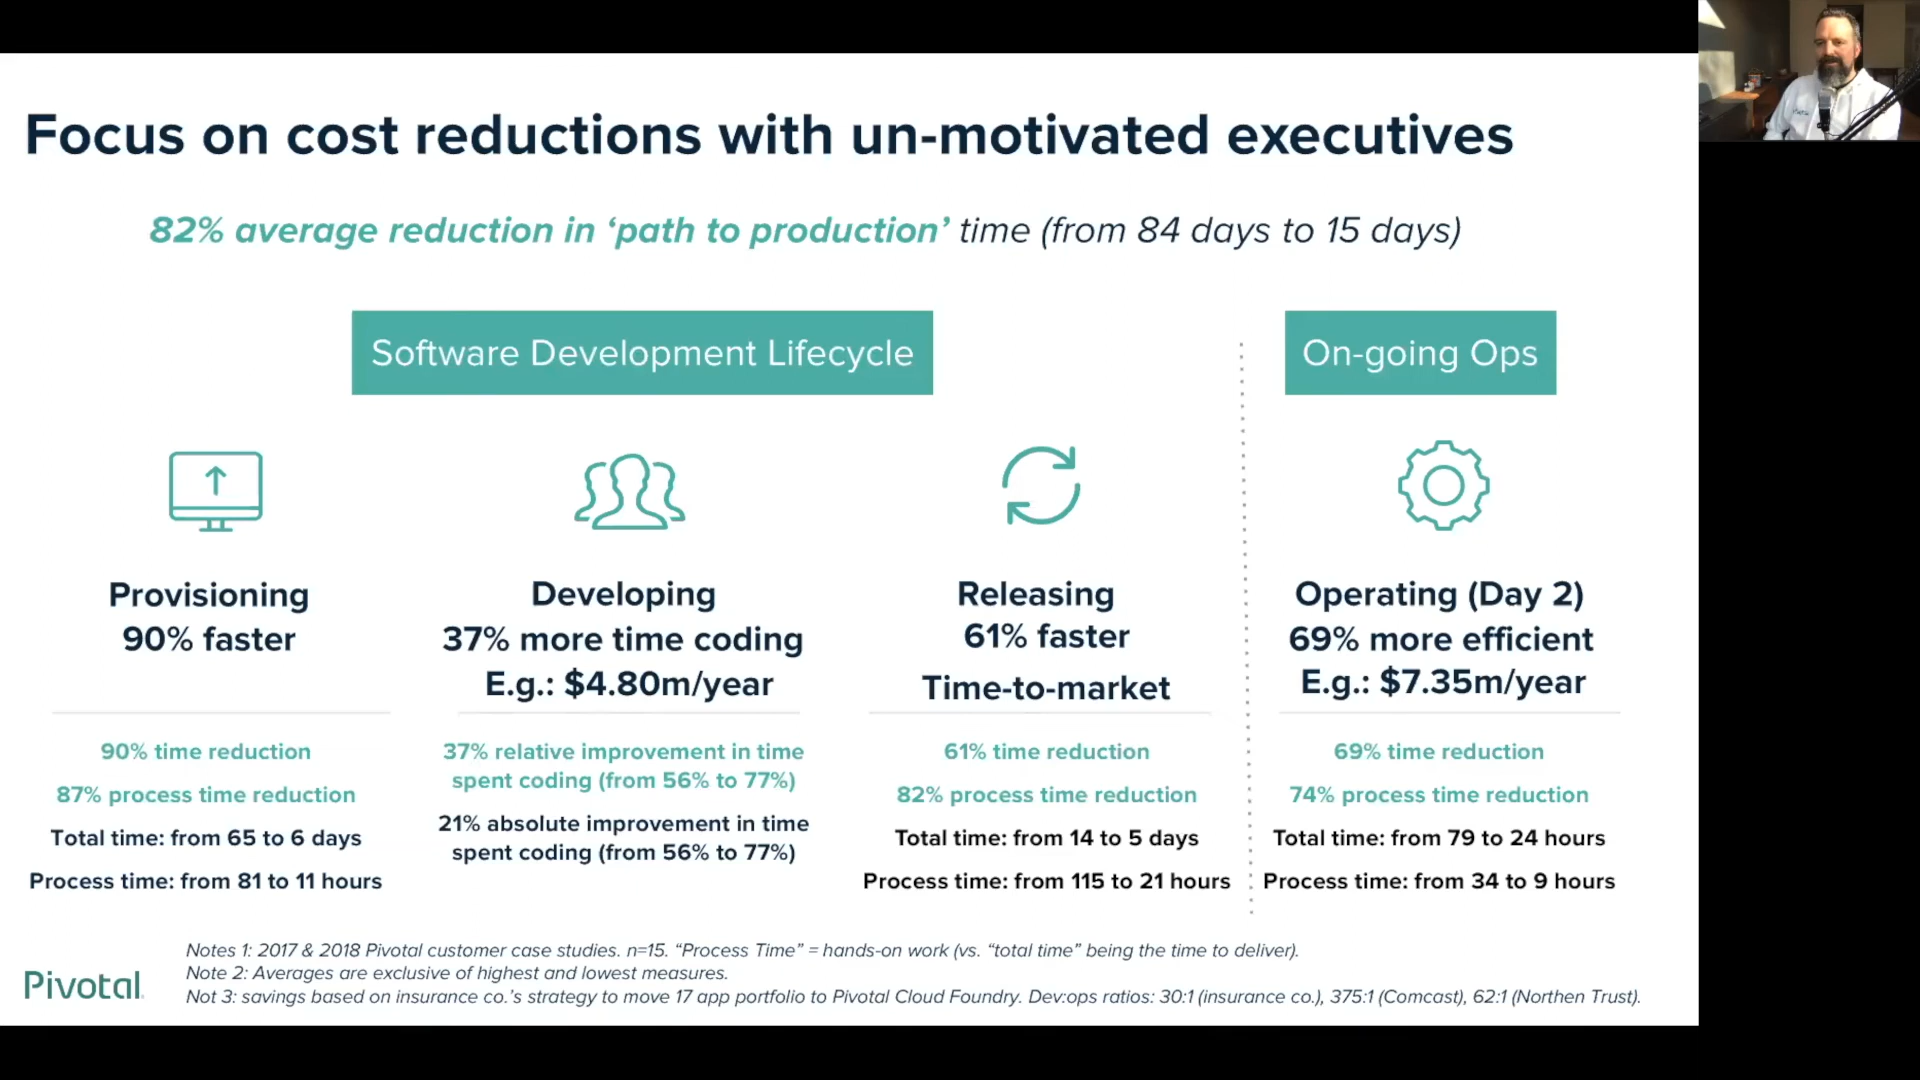 Focus on cost reductions with un-motivated executives
82% average reduction in ‘path to production’ time (from 84 days to 15 days)
Software Development Lifecycle
On-going Ops
Provisioning
90% faster
90% time reduction
87% process time reduction
Total time: from 65 to 6 days
Process time: from 81 to 11 hours
Developing
37% more time coding
E.g.: $4.80m/year
37% relative improvement in time
spent coding (from 56% to 77%)
21% absolute improvement in time
spent coding (from 56% to 77%)
Releasing
61% faster
Time-to-market
61% time reduction
82% process time reduction
Total time: from 14 to 5 days
Process time: from 115 to 21 hours
Operating (Day 2)
69% more efficient
E.g.: $7.35m/year
69% time reduction
74% process time reduction
Total time: from 79 to 24 hours
Process time: from 34 to 9 hours
Pivotal
Notes 1: 2017 & 2018 Pivotal customer case studies. n=15. “Process Time” = hands-on work (vs. “total time” being the time to deliver).
Note 2: Averages are exclusive of highest and lowest measures.
Not 3: savings based on insurance co.’s strategy to move 17 app portfolio to Pivotal Cloud Foundry. Dev:ops ratios: 30:1 (insurance co.), 375:1 (Comcast), 62:1 (Northen Trust).